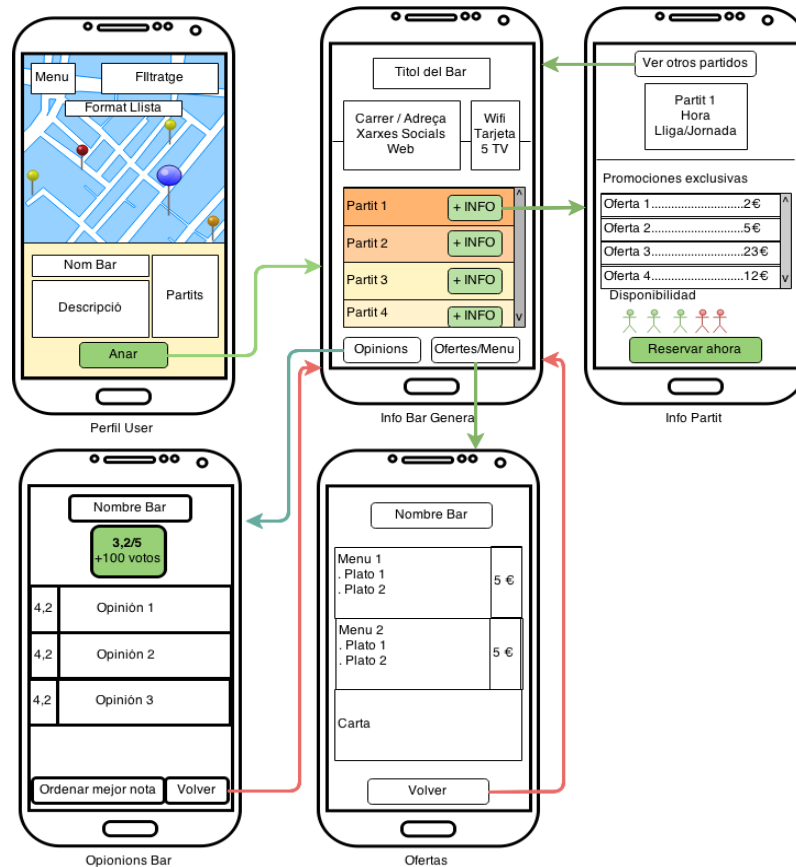 Menu
FIltratge
Format Llista
Nom Bar
Descripció
Partits
Anar
Perfil User
Titol del Bar
Carrer / Adreça
Xarxes Socials
Web
Wifi
Tarjeta
5 TV
Partit 1
+ INFO
Partit 2
+ INFO
Partit 3
+ INFO
Partit 4
+ INFO
Opinions
Ofertes/Menu
Info Bar General
Ver otros partidos
Partit 1
Hora
Lliga/Jornada
Promociones exclusivas
Oferta 1...........................2€
Oferta 2...........................5€
Oferta 3..........................23€
Oferta 4..........................12€
Disponibilidad
Reservar ahora
Info Partit
Nombre Bar
3,2/5
+100 votos
4,2 Opinión 1
4,2 Opinión 2
4,2 Opinión 3
Ordenar mejor nota
Volver
Opionions Bar
Nombre Bar
Menu 1
. Plato 1
. Plato 2
5 €
Menu 2
. Plato 1
. Plato 2
5 €
Carta
Volver
Ofertas